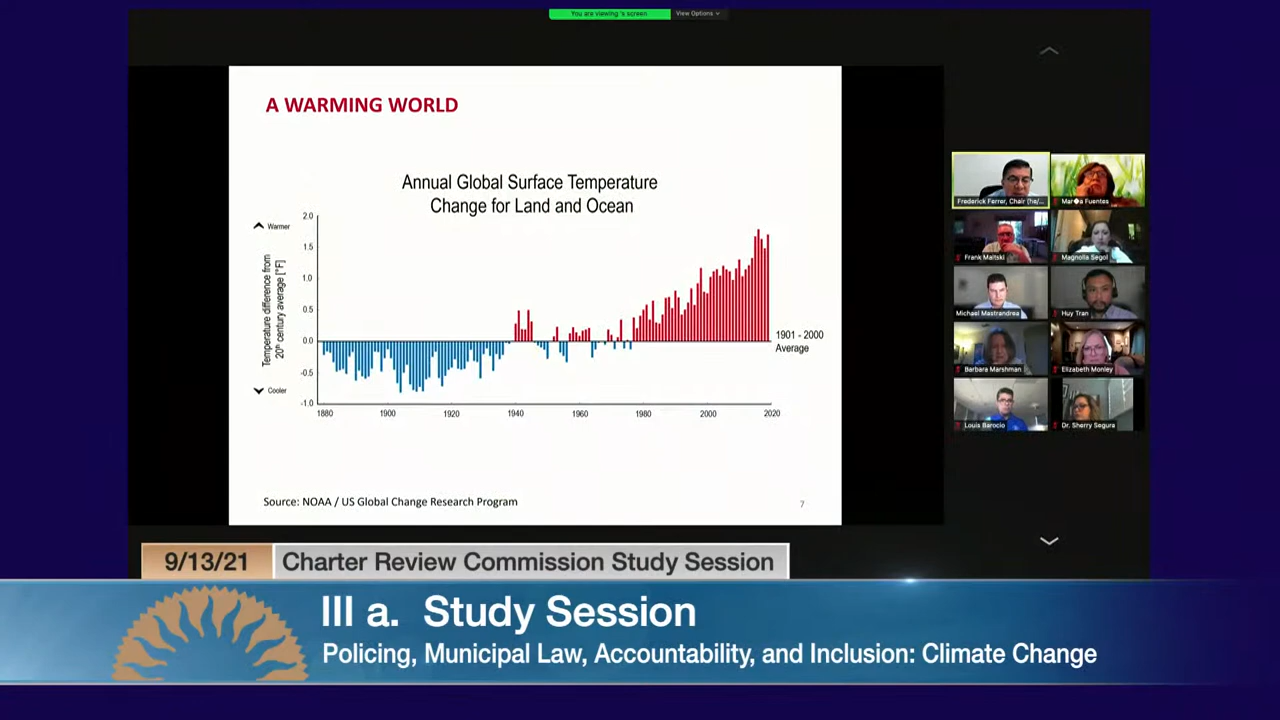 You are viewing 's screen
View Options
A WARMING WORLD
Annual Global Surface Temperature
Change for Land and Ocean
Warmer
Temperature difference from
20th century average [°F]
Cooler
2.0
1.5
1.0
0.5
0.0
-0.5
-1.0
1880
1900
1920
1940
1960
1980
2000
2020
1901 - 2000
Average
Source: NOAA / US Global Change Research Program
7
Frederick Ferrer, Chair (he/...
Mar�a Fuentes
Frank Maitski
Magnolia Segol
Michael Mastrandrea
Huy Tran
Barbara Marshman
Elizabeth Monley
Louis Barocio
Dr. Sherry Segura
9/13/21
Charter Review Commission Study Session
III a. Study Session
Policing, Municipal Law, Accountability, and Inclusion: Climate Change